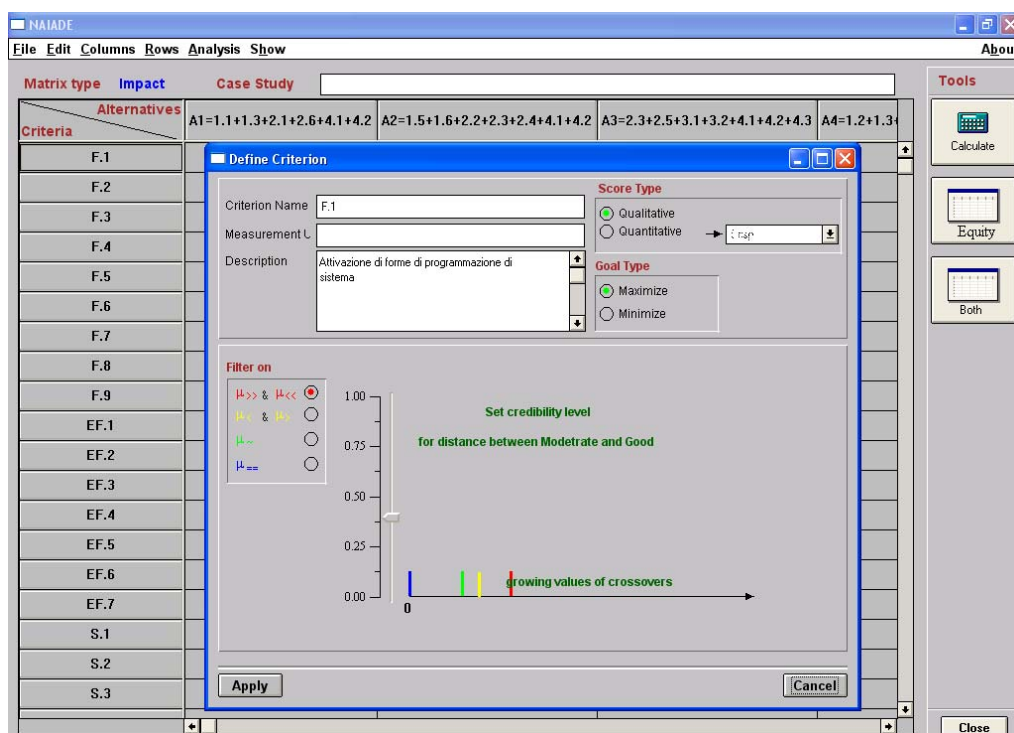 NAIADE
File Edit Columns Rows Analysis Show Abou
Matrix type Impact Case Study
Tools
Alternatives
Criteria
A1=1.1+1.3+2.1+2.6+4.1+4.2 A2=1.5+1.6+2.2+2.3+2.4+4.1+4.2 A3=2.3+2.5+3.1+3.2+4.1+4.2+4.3 A4=1.2+1.3+
F.1
F.2
F.3
F.4
F.5
F.6
F.7
F.8
F.9
EF.1
EF.2
EF.3
EF.4
EF.5
EF.6
EF.7
S.1
S.2
S.3
Define Criterion
Criterion Name F.1
Measurement U
Description Attivazione di forme di programmazione di
sistema
Score Type
Qualitative
Quantitative
Goal Type
Maximize
Minimize
Filter on
μ>> & μ<<
μ< & μ>
μ~
μ==
1.00
0.75
0.50
0.25
0.00
Set credibility level
for distance between Modetrate and Good
growing values of crossovers
0
Apply Cancel
Calculate
Equity
Both
Close